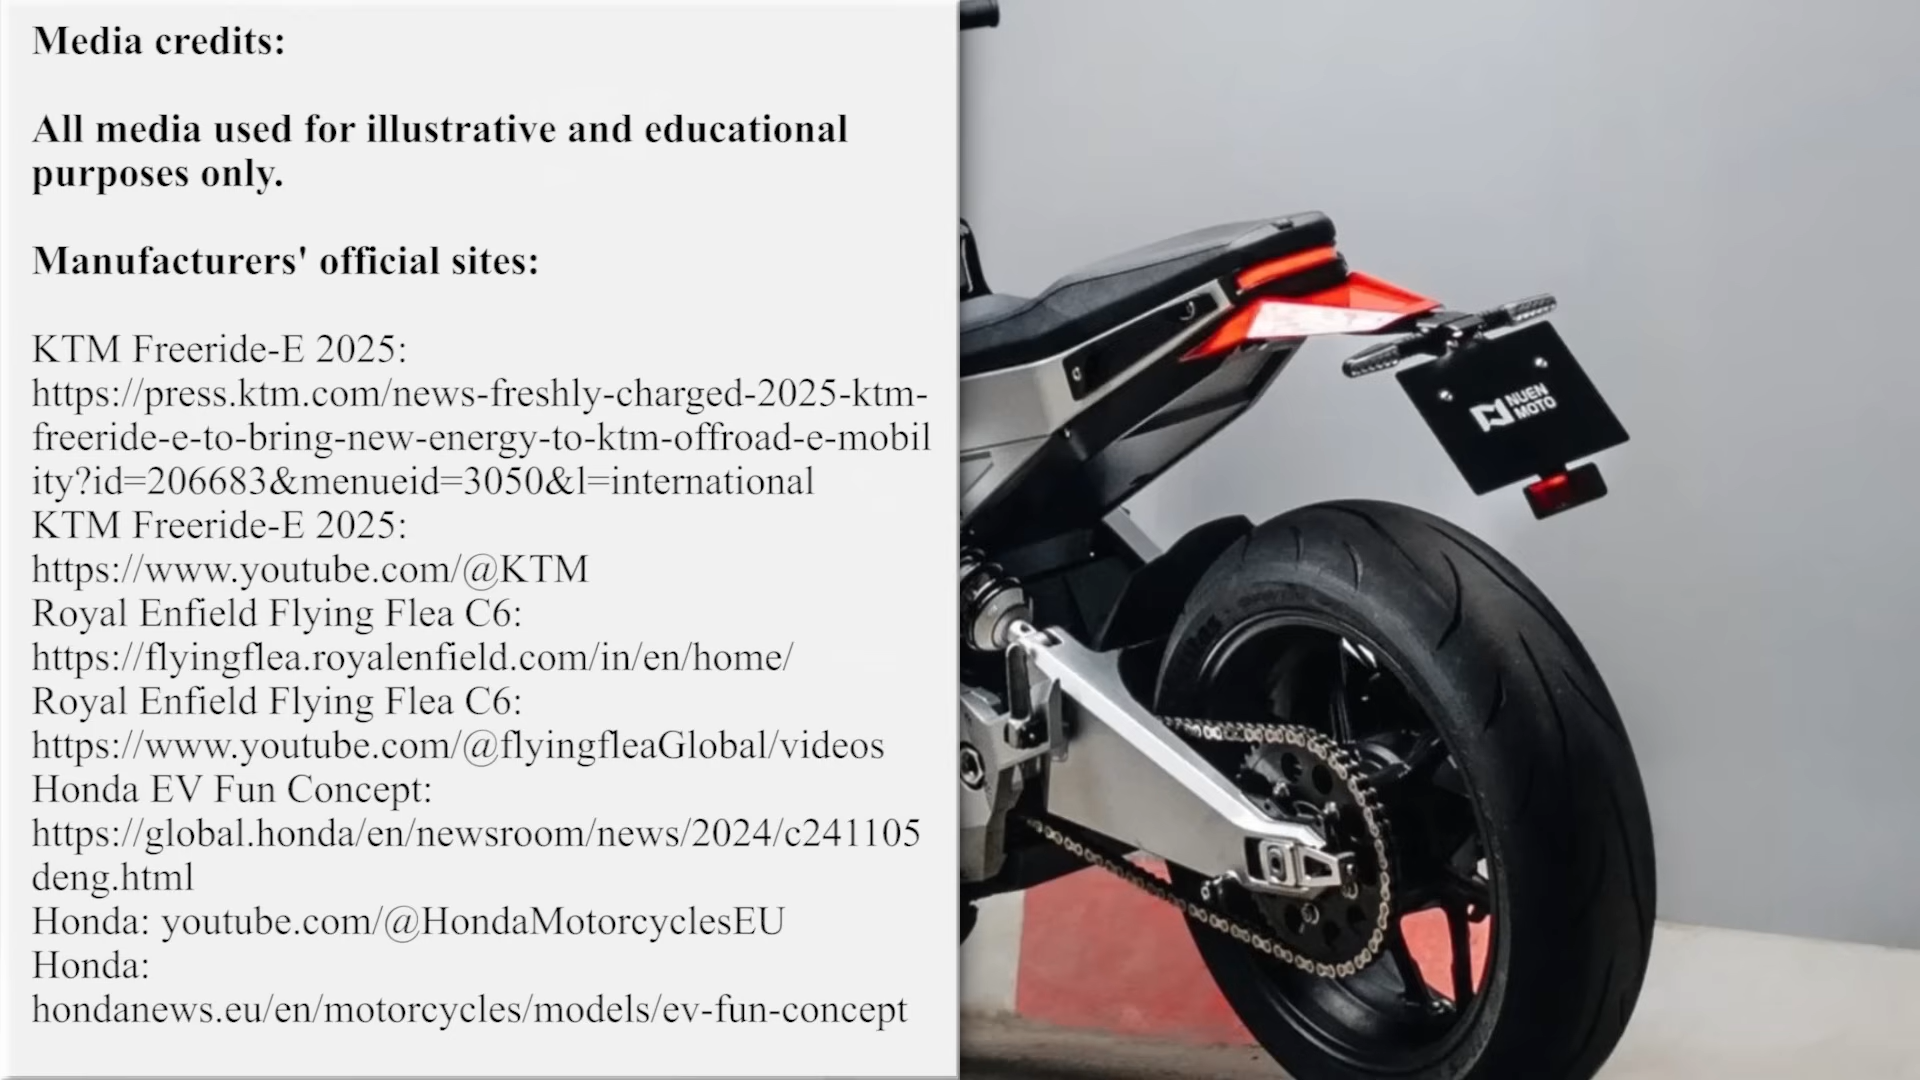 Media credits:
All media used for illustrative and educational
purposes only.
Manufacturers' official sites:
KTM Freeride-E 2025:
https://press.ktm.com/news-freshly-charged-2025-ktm-
freeride-e-to-bring-new-energy-to-ktm-offroad-e-mobil
ity?id=206683&menueid=3050&l=international
KTM Freeride-E 2025:
https://www.youtube.com/@KTM
Royal Enfield Flying Flea C6:
https://flyingflea.royalenfield.com/in/en/home/
Royal Enfield Flying Flea C6:
https://www.youtube.com/@flyingfleaGlobal/videos
Honda EV Fun Concept:
https://global.honda/en/newsroom/news/2024/c241105
deng.html
Honda: youtube.com/@HondaMotorcyclesEU
Honda:
hondanews.eu/en/motorcycles/models/ev-fun-concept
NUEN
MOTO